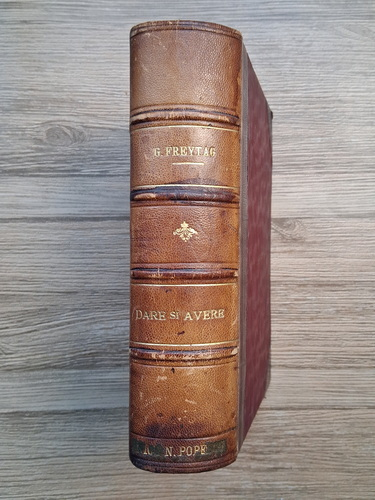 G. FREYTAG
DARE SI AVERE
N. POPE